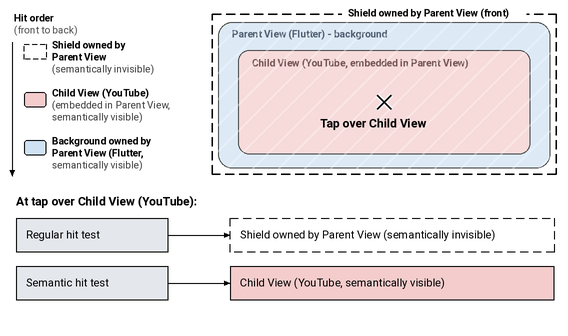 Hit order
(front to back)
Shield owned by
Parent View
(semantically invisible)
Child View (YouTube)
(embedded in Parent View,
semantically visible)
Background owned by
Parent View (Flutter,
semantically visible)
Shield owned by Parent View (front)
Parent View (Flutter) - background
Child View (YouTube, embedded in Parent View)
Tap over Child View
At tap over Child View (YouTube):
Regular hit test
Shield owned by Parent View (semantically invisible)
Semantic hit test
Child View (YouTube, semantically visible)